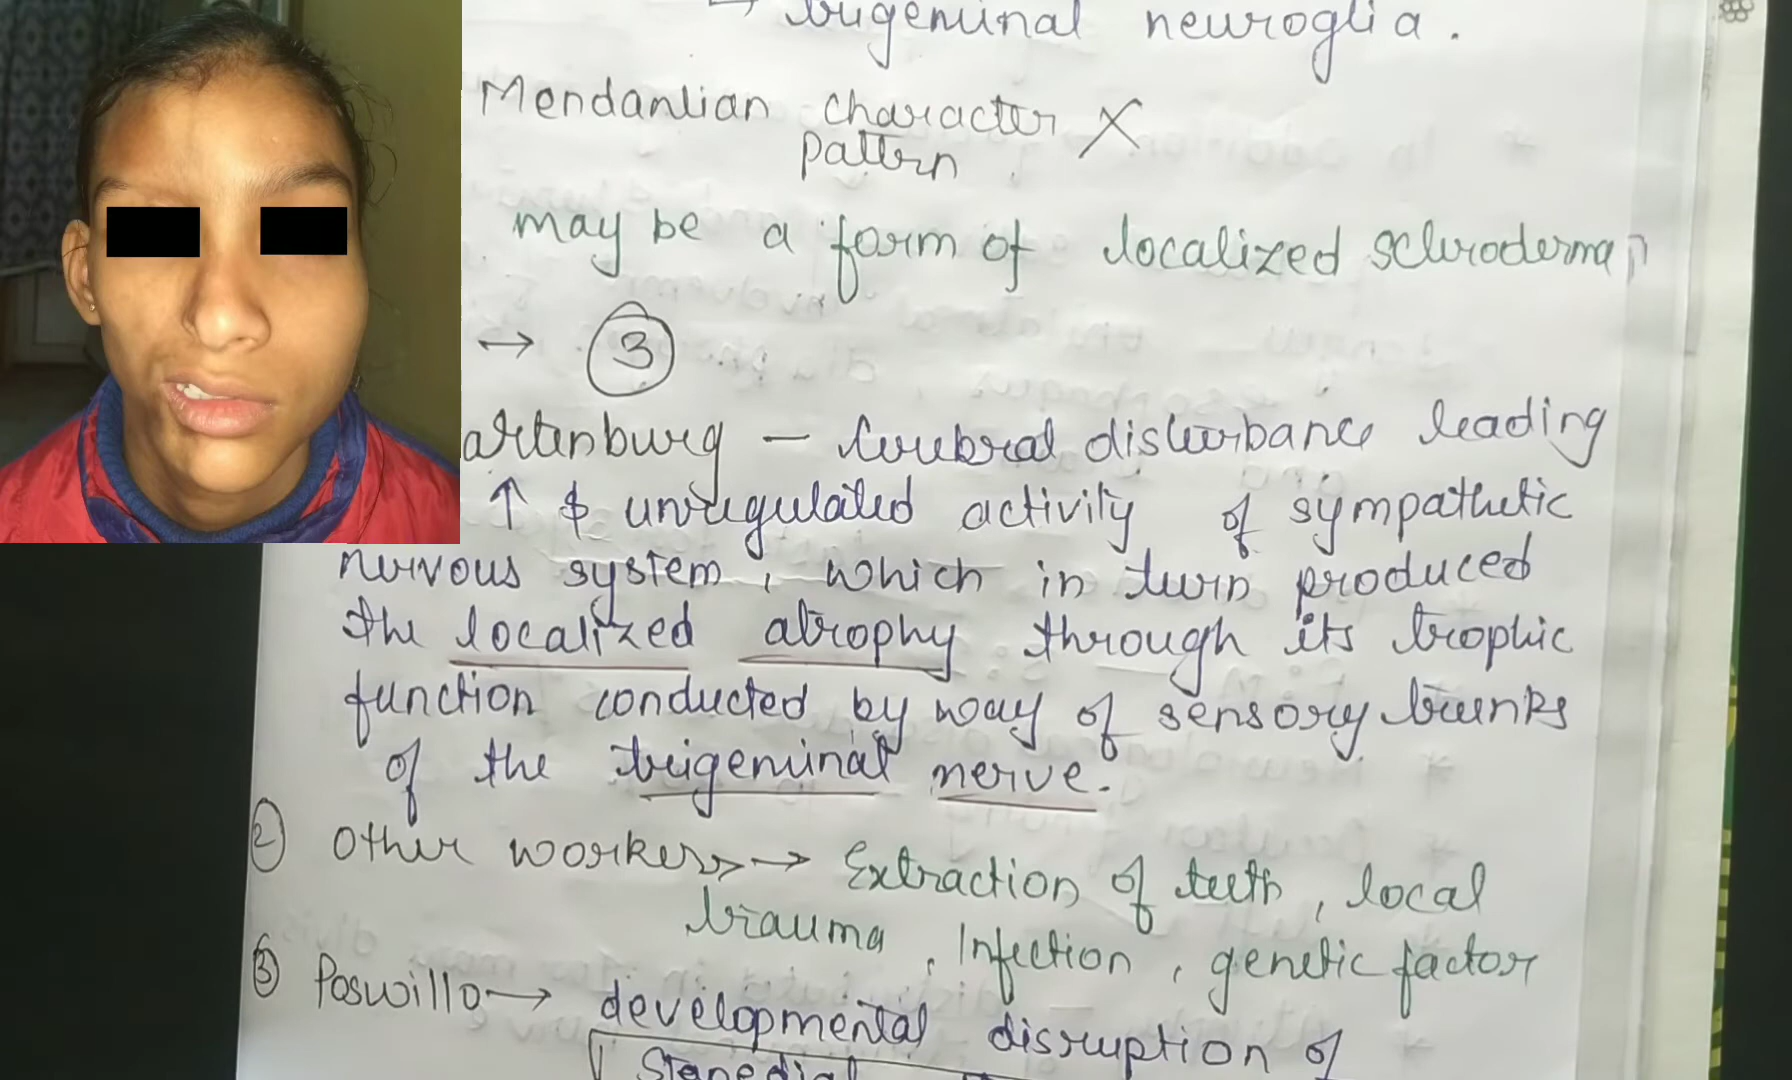 → trigeminal neuroglia.
Mendanlian character X
pattern
may be a form of localized scleroderma
→ 3
artenburg — Cerebral disturbance leading
↑ & unregulated activity of sympathetic
nervous system, which in turn produced
the localized atrophy through its trophic
function conducted by way of sensory trunks
of the trigeminal nerve.
2 Other workers → Extraction of teeth, local
trauma, Infection, genetic factor
3 Poswillo → developmental disruption of
Stapedial